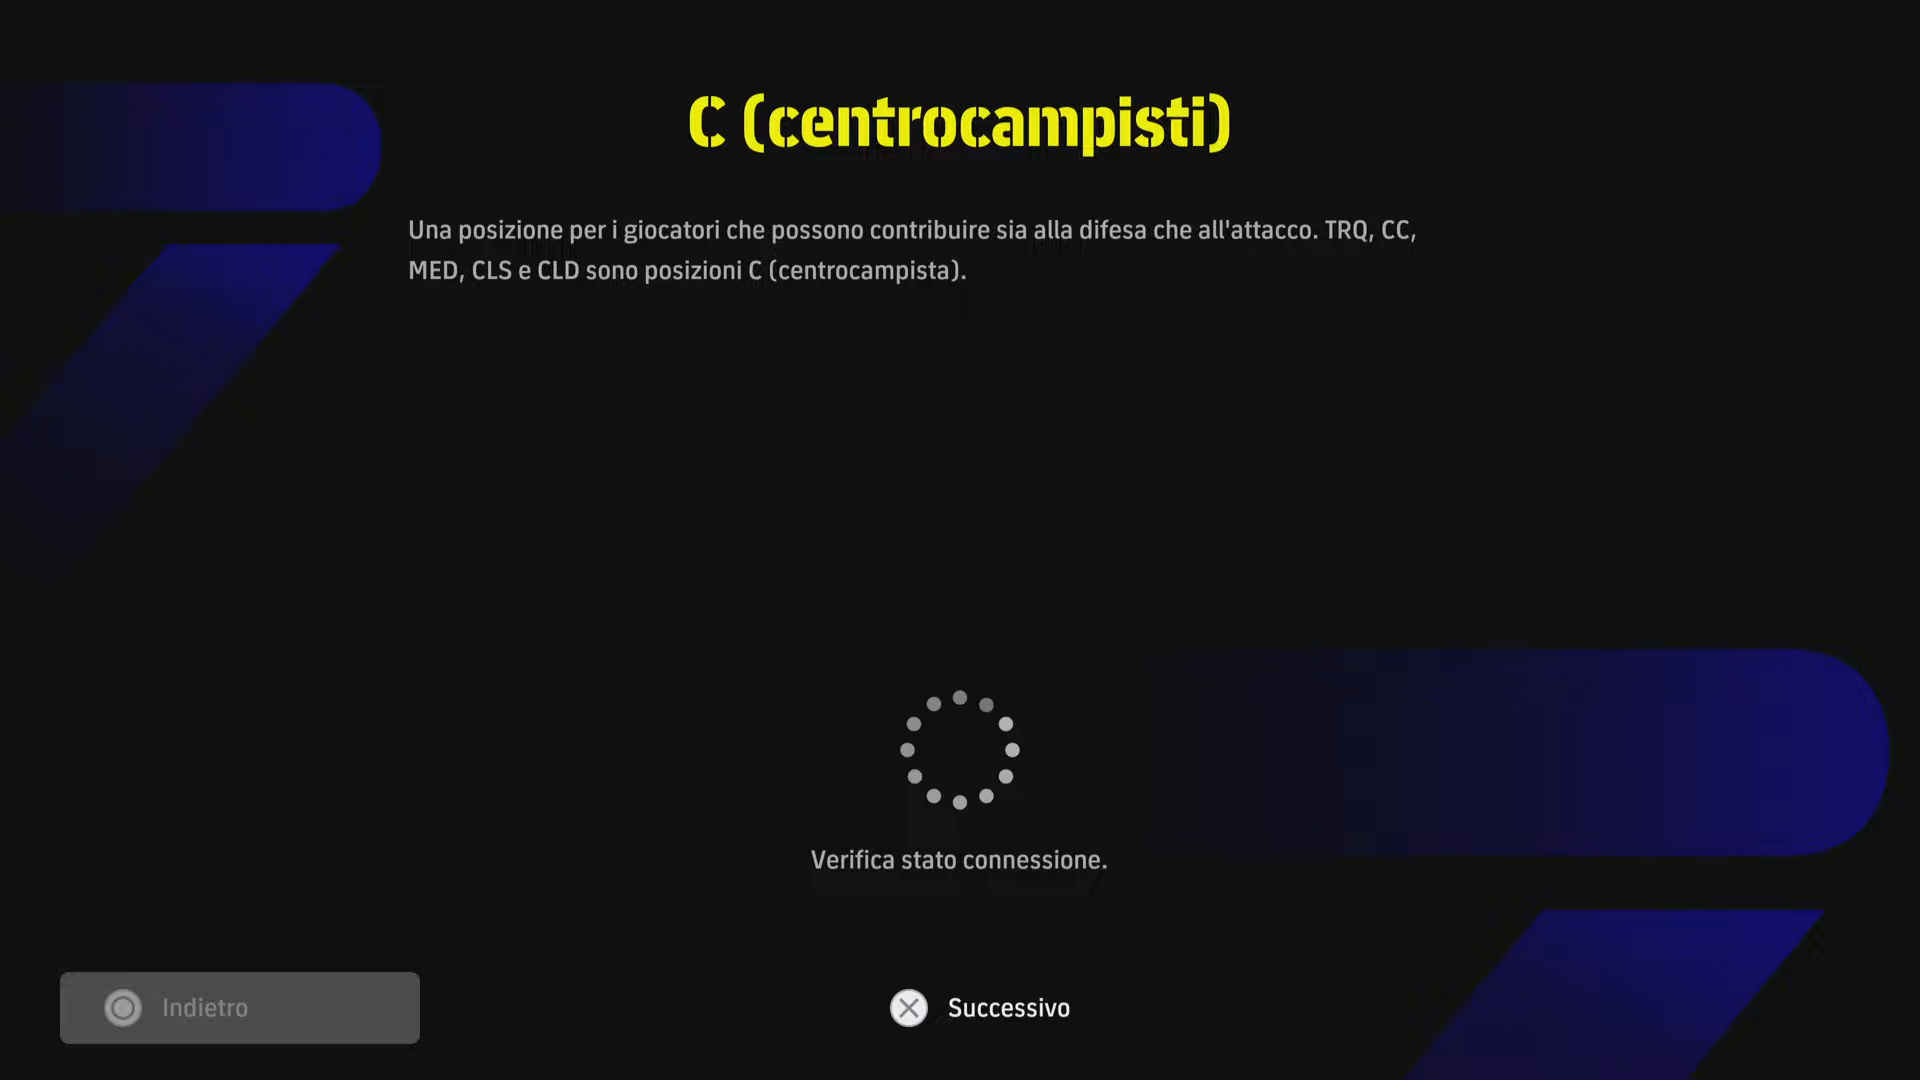 C (centrocampisti)
Una posizione per i giocatori che possono contribuire sia alla difesa che all'attacco. TRQ, CC,
MED, CLS e CLD sono posizioni C (centrocampista).
Verifica stato connessione.
Indietro
Successivo